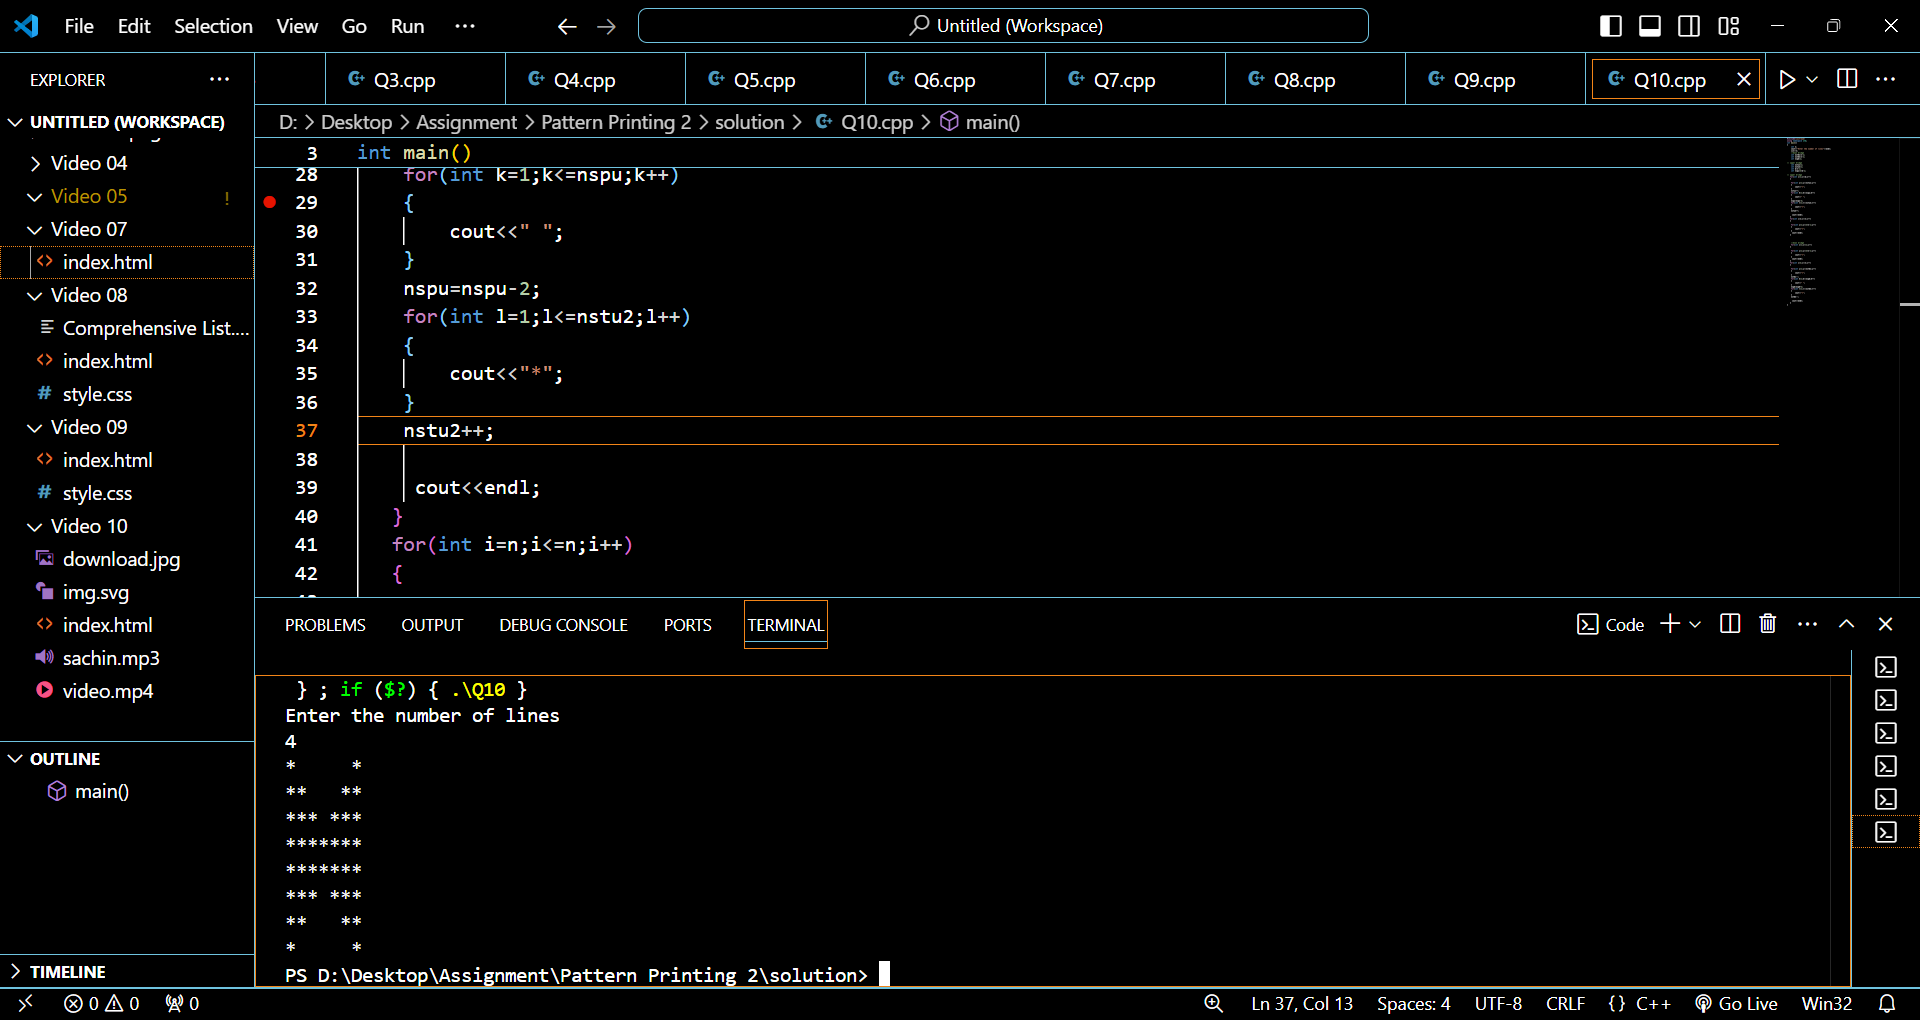 File Edit Selection View Go Run ··· Untitled (Workspace)
EXPLORER ···
Q3.cpp Q4.cpp Q5.cpp Q6.cpp Q7.cpp Q8.cpp Q9.cpp Q10.cpp
D: > Desktop > Assignment > Pattern Printing 2 > solution > Q10.cpp > main()
UNTITLED (WORKSPACE)
Video 04
Video 05 !
Video 07
index.html
Video 08
Comprehensive List....
index.html
style.css
Video 09
index.html
style.css
Video 10
download.jpg
img.svg
index.html
sachin.mp3
video.mp4
OUTLINE
main()
TIMELINE
3 int main()
28 for(int k=1;k<=nspu;k++)
29 {
30 cout<<" ";
31 }
32 nspu=nspu-2;
33 for(int l=1;l<=nstu2;l++)
34 {
35 cout<<"*";
36 }
37 nstu2++;
38
39 cout<<endl;
40 }
41 for(int i=n;i<=n;i++)
42 {
PROBLEMS OUTPUT DEBUG CONSOLE PORTS TERMINAL Code
} ; if ($?) { .\Q10 }
Enter the number of lines
4
*     *
**   **
*** ***
*******
*******
*** ***
**   **
*     *
PS D:\Desktop\Assignment\Pattern Printing 2\solution>
0 0 0 Ln 37, Col 13 Spaces: 4 UTF-8 CRLF {} C++ Go Live Win32